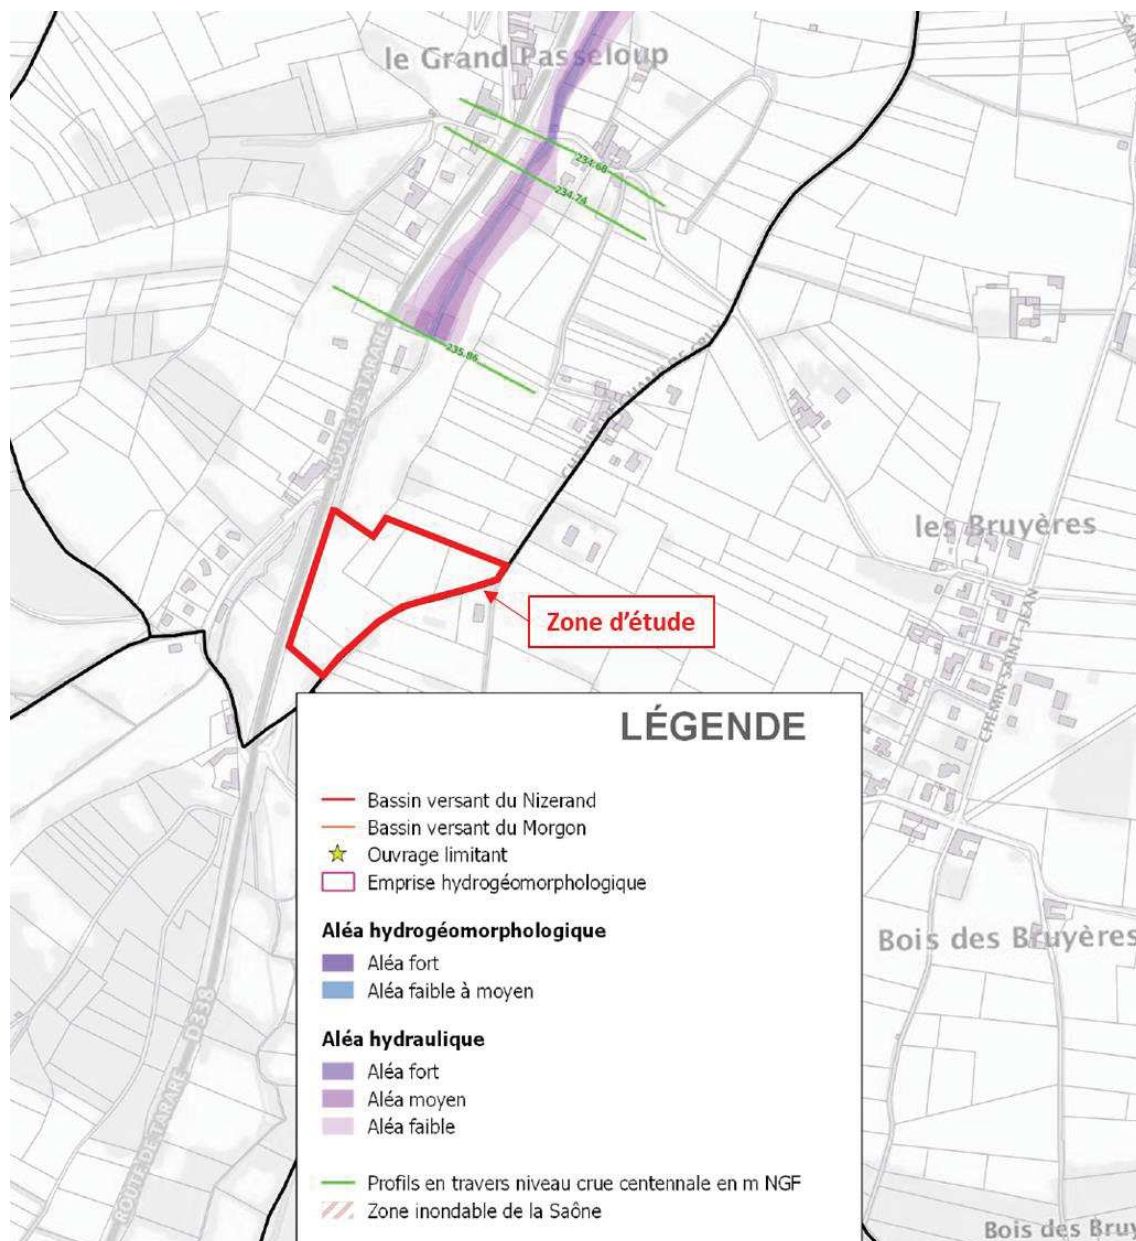 le Grand Passeloup
234.68
234.74
235.86
ROUTE DE TARARE
les Bruyères
Zone d'étude
CHEMIN SAINT-JEAN
LÉGENDE
Bassin versant du Nizerand
Bassin versant du Morgon
Ouvrage limitant
Emprise hydrogéomorphologique
Aléa hydrogéomorphologique
Aléa fort
Aléa faible à moyen
Bois des Bruyères
Aléa hydraulique
Aléa fort
Aléa moyen
Aléa faible
ROUTE DE TARARE D338
Profils en travers niveau crue centennale en m NGF
Zone inondable de la Saône
Bois des Bruy